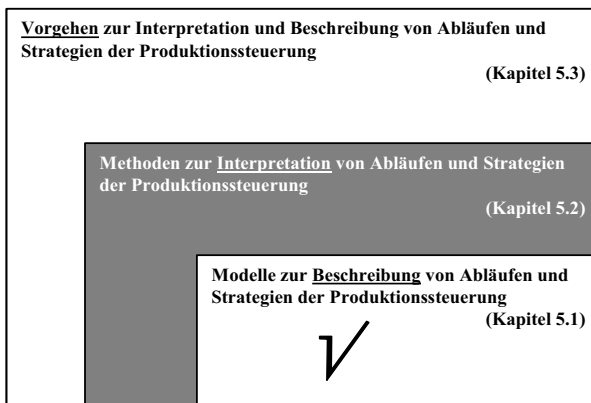 Vorgehen zur Interpretation und Beschreibung von Abläufen und
Strategien der Produktionssteuerung
(Kapitel 5.3)
Methoden zur Interpretation von Abläufen und Strategien
der Produktionssteuerung
(Kapitel 5.2)
Modelle zur Beschreibung von Abläufen und
Strategien der Produktionssteuerung
(Kapitel 5.1)